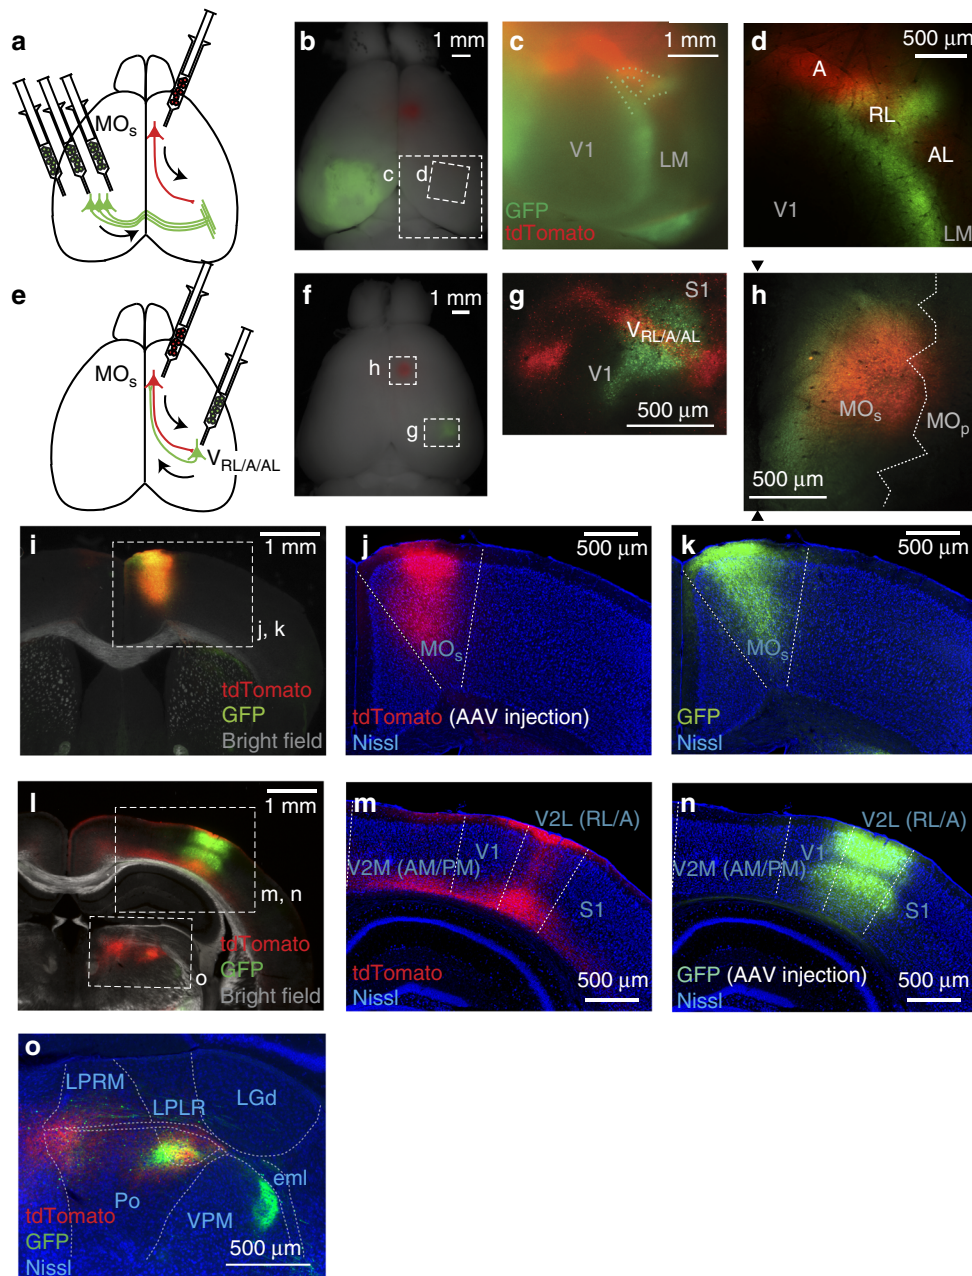 a
MOs
b
1 mm
c
d
c
1 mm
V1
LM
GFP
tdTomato
d
500 µm
A
RL
AL
V1
LM
e
MOs
VRL/A/AL
f
1 mm
h
g
g
S1
VRL/A/AL
V1
500 µm
h
MOs
MOp
500 µm
i
1 mm
j, k
tdTomato
GFP
Bright field
j
500 µm
MOs
tdTomato (AAV injection)
Nissl
k
500 µm
MOs
GFP
Nissl
l
1 mm
m, n
tdTomato
GFP
o
Bright field
m
V2L (RL/A)
V1
V2M (AM/PM)
S1
tdTomato
500 µm
Nissl
n
V2L (RL/A)
V1
V2M (AM/PM)
S1
GFP (AAV injection)
500 µm
Nissl
o
LPRM
LGd
LPLR
eml
Po
tdTomato
VPM
GFP
Nissl
500 µm